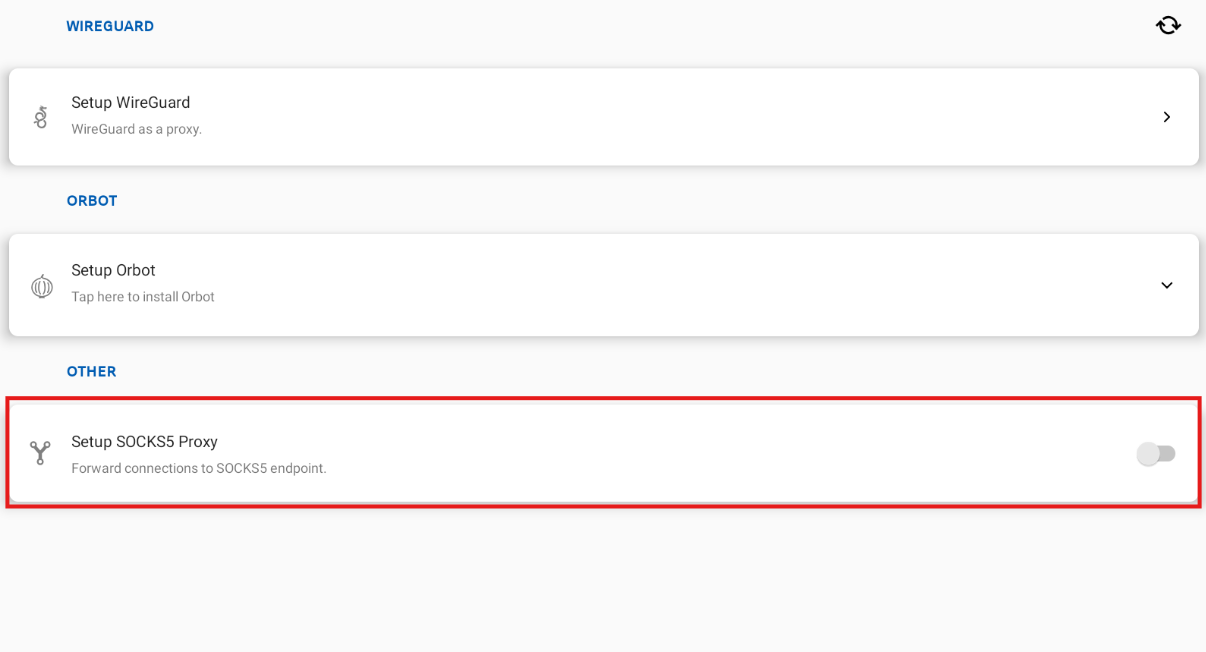 WIREGUARD
Setup WireGuard
WireGuard as a proxy.
ORBOT
Setup Orbot
Tap here to install Orbot
OTHER
Setup SOCKS5 Proxy
Forward connections to SOCKS5 endpoint.